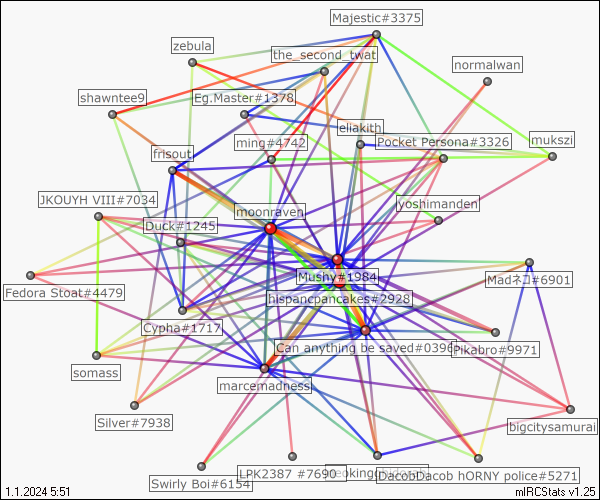 Majestic#3375
zebula
the_second_twat
normalwan
shawntee9
Eg.Master#1378
eliakith
ming#4742
Pocket Persona#3326
mukszi
frisout
JKOUYH VIII#7034
moonraven
yoshimanden
Duck#1245
Mushy#1984
Madネコ#6901
Fedora Stoat#4479
hispancpancakes#2928
Cypha#1717
Can anything be saved#0396
Pikabro#9971
somass
marcemadness
Silver#7938
bigcitysamurai
Swirly Boi#6154
LPK2387 #7690
DacobDacob hORNY police#5271
1.1.2024 5:51
mIRCStats v1.25